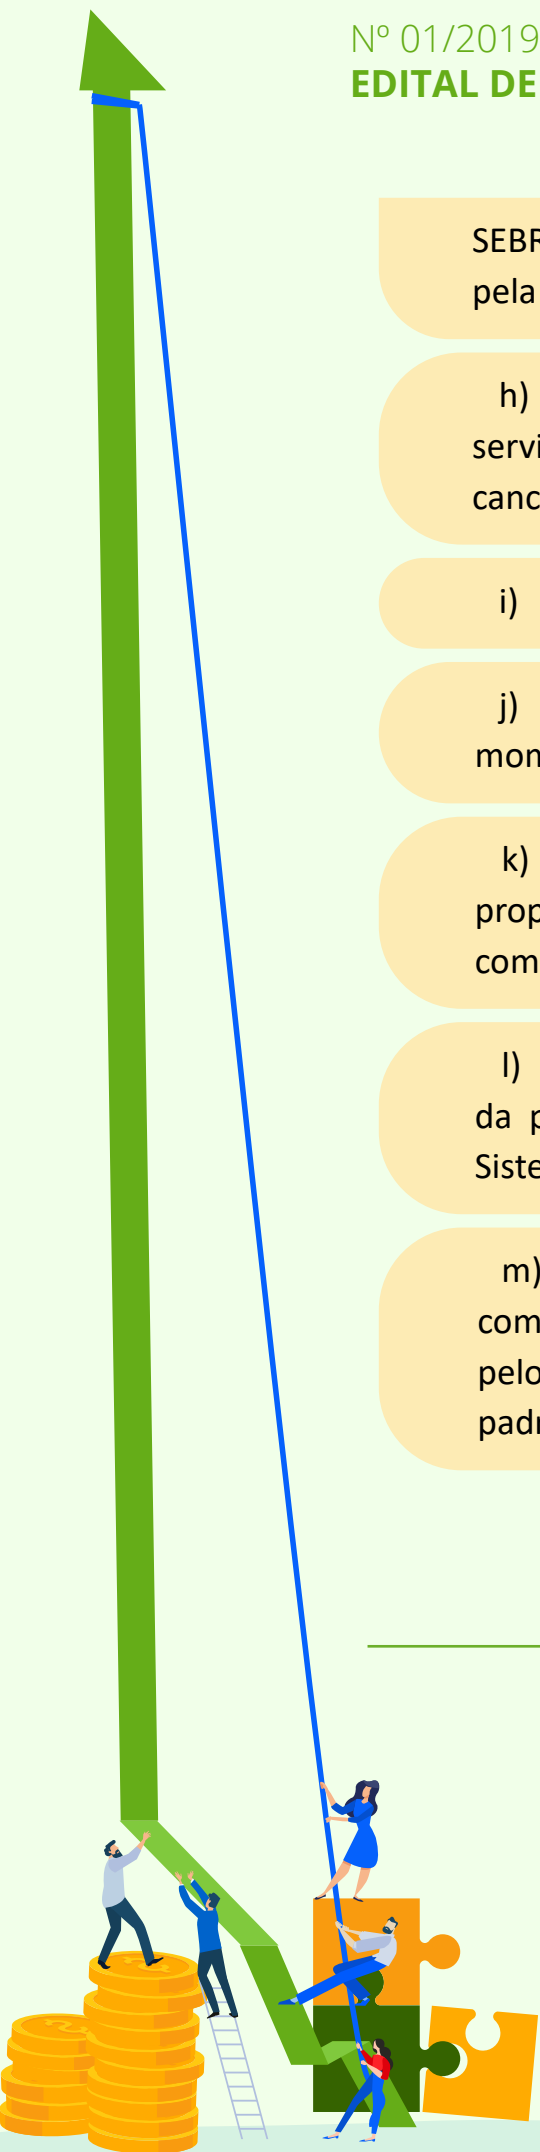 Nº 01/2019
EDITAL DE
SEBR
pela
h)
servi
canc
i)
j)
mon
k)
prop
com
l)
da p
Siste
m)
com
pelo
padr